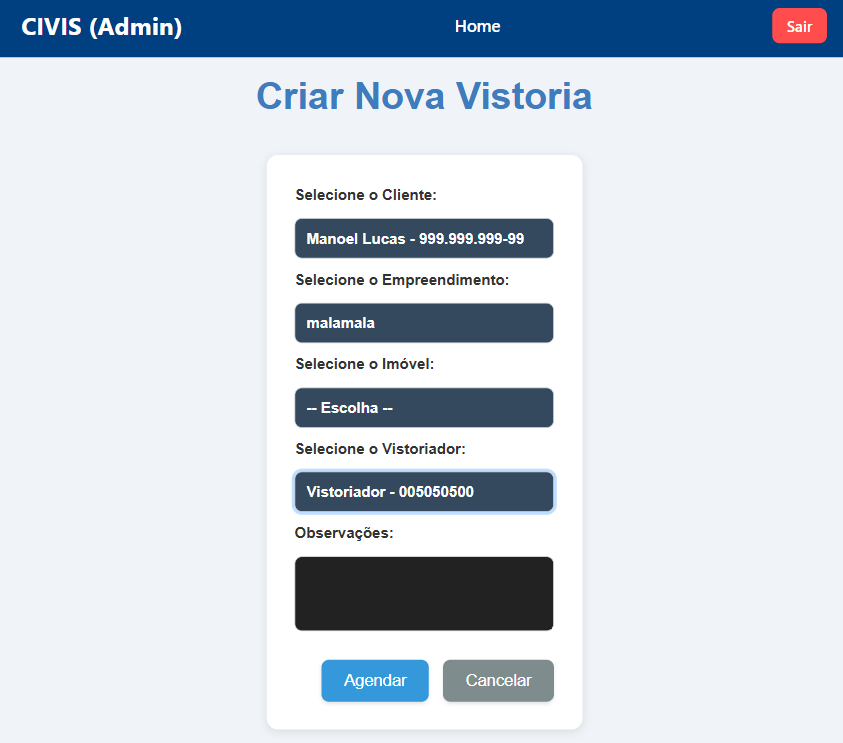 CIVIS (Admin)
Home
Sair
Criar Nova Vistoria
Selecione o Cliente:
Manoel Lucas - 999.999.999-99
Selecione o Empreendimento:
malamala
Selecione o Imóvel:
-- Escolha --
Selecione o Vistoriador:
Vistoriador - 005050500
Observações:
Agendar
Cancelar